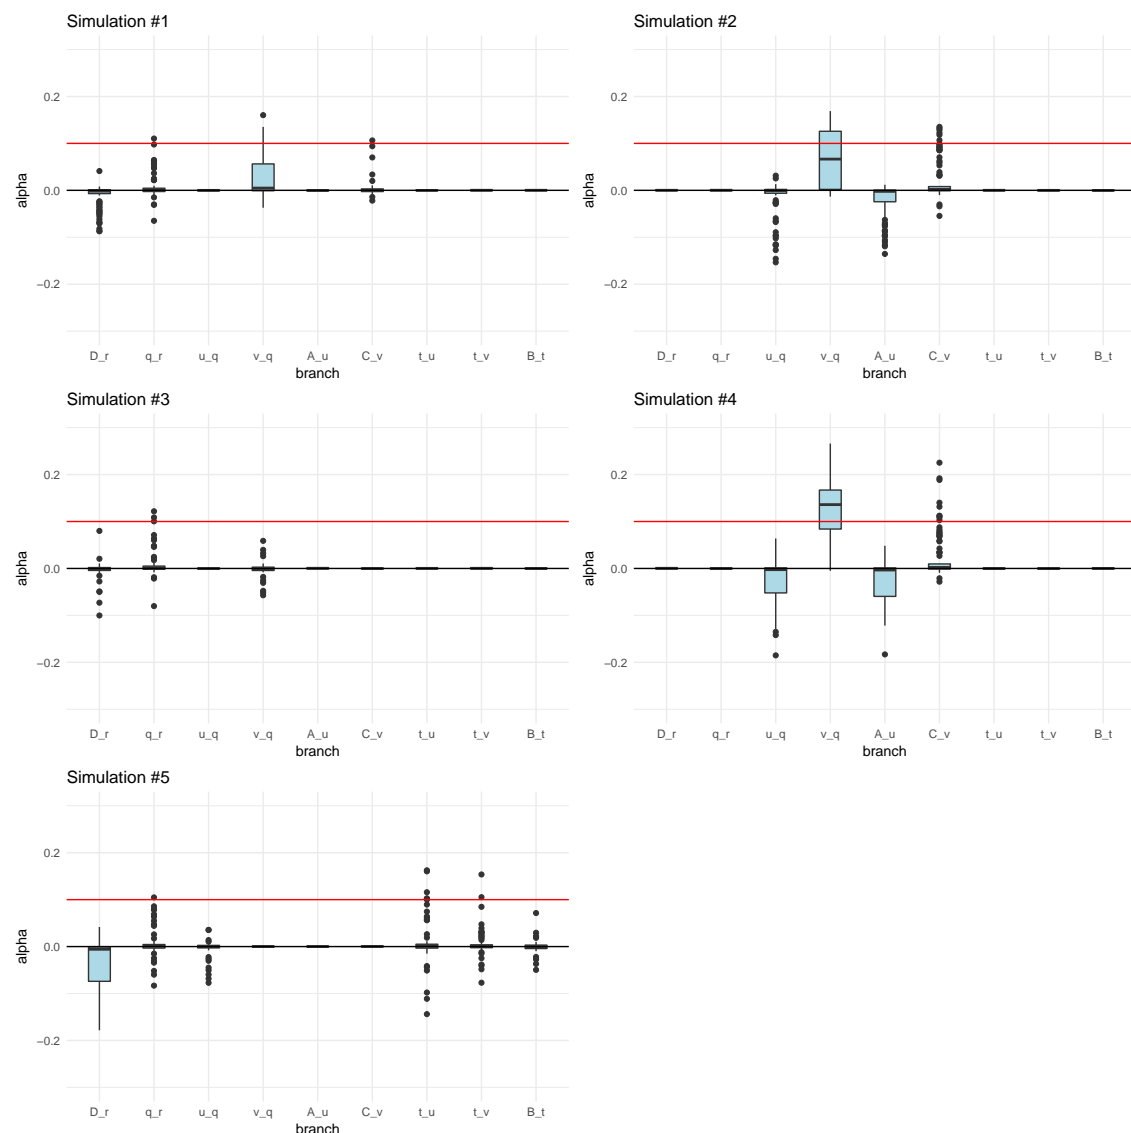 Simulation #1
alpha
0.2
0.0
−0.2
D_r q_r u_q v_q A_u C_v t_u t_v B_t
branch
Simulation #2
alpha
0.2
0.0
−0.2
D_r q_r u_q v_q A_u C_v t_u t_v B_t
branch
Simulation #3
alpha
0.2
0.0
−0.2
D_r q_r u_q v_q A_u C_v t_u t_v B_t
branch
Simulation #4
alpha
0.2
0.0
−0.2
D_r q_r u_q v_q A_u C_v t_u t_v B_t
branch
Simulation #5
alpha
0.2
0.0
−0.2
D_r q_r u_q v_q A_u C_v t_u t_v B_t
branch